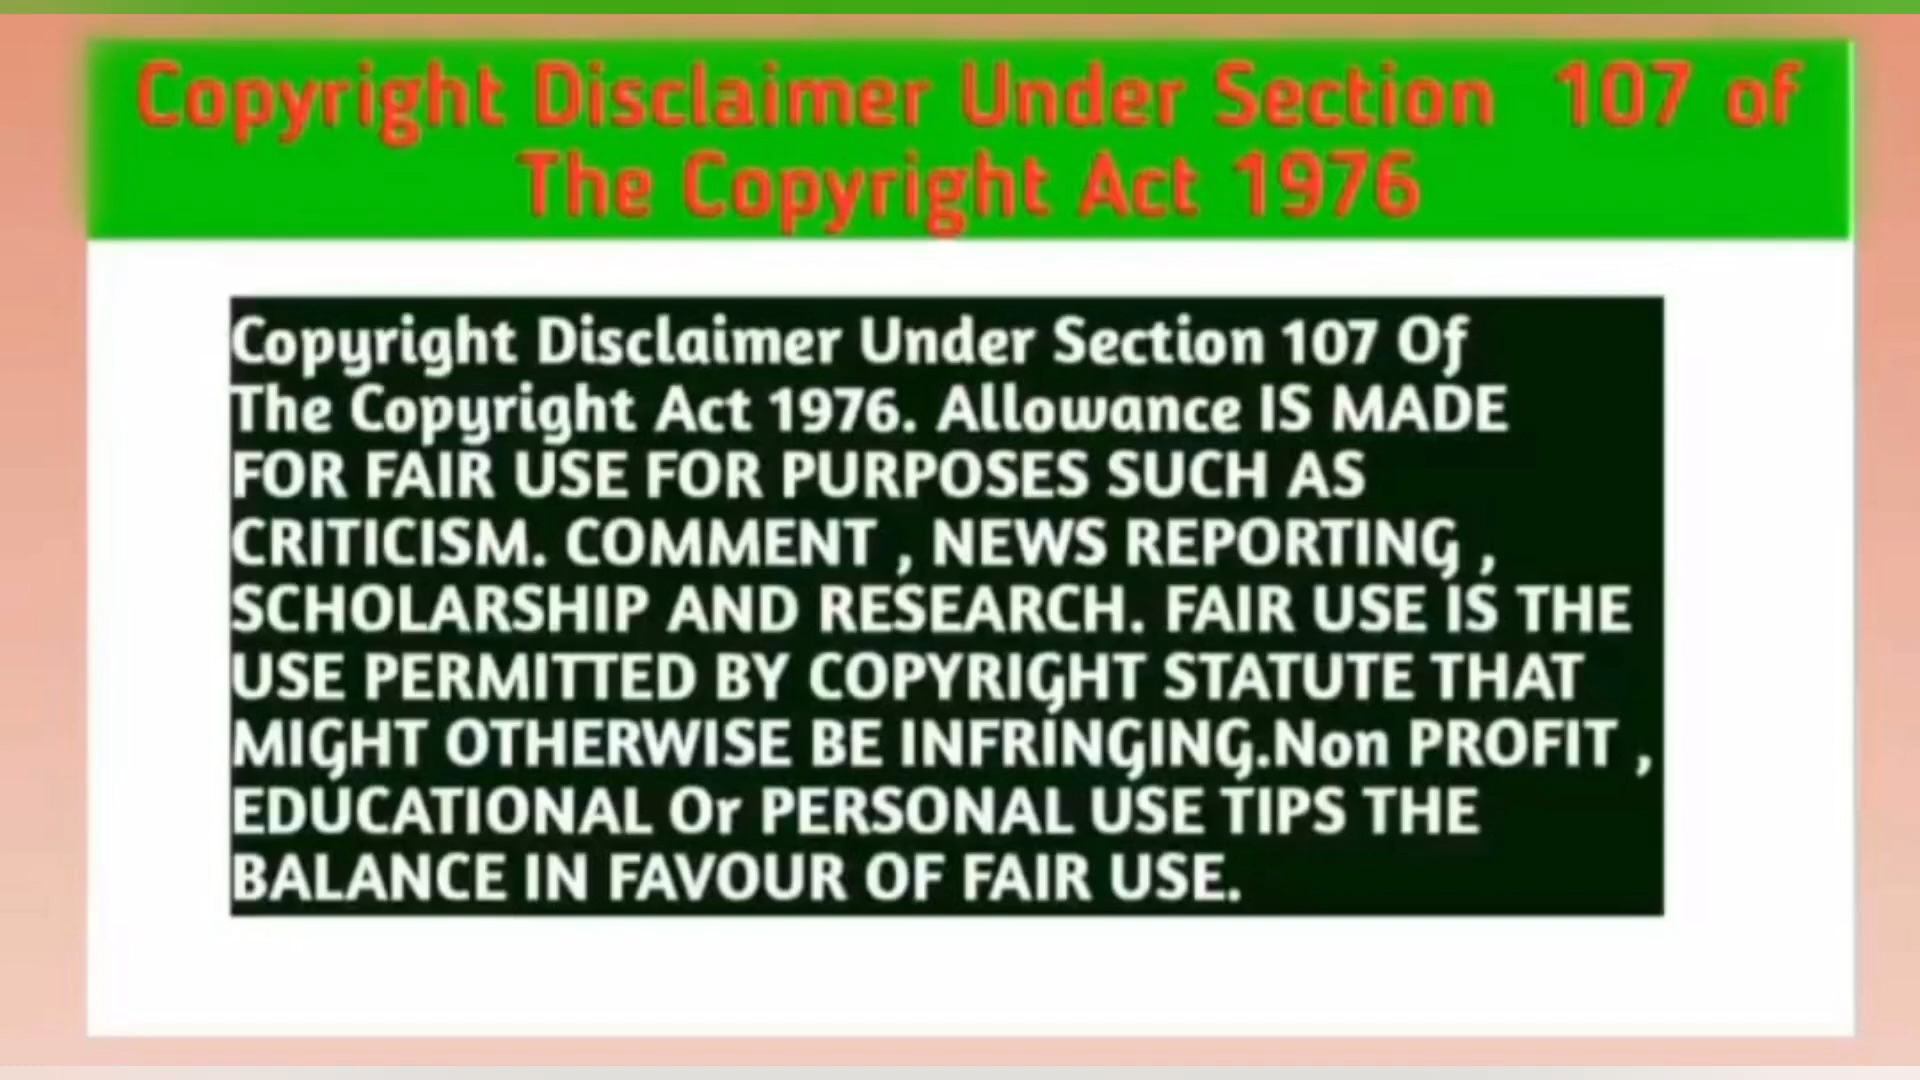 Copyright Disclaimer Under Section 107 of
The Copyright Act 1976
Copyright Disclaimer Under Section 107 Of
The Copyright Act 1976. Allowance IS MADE
FOR FAIR USE FOR PURPOSES SUCH AS
CRITICISM. COMMENT , NEWS REPORTING ,
SCHOLARSHIP AND RESEARCH. FAIR USE IS THE
USE PERMITTED BY COPYRIGHT STATUTE THAT
MIGHT OTHERWISE BE INFRINGING.Non PROFIT ,
EDUCATIONAL Or PERSONAL USE TIPS THE
BALANCE IN FAVOUR OF FAIR USE.